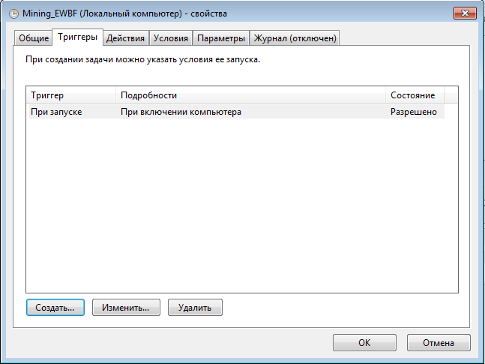 Mining_EWBF (Локальный компьютер) - свойства
Общие Триггеры Действия Условия Параметры Журнал (отключен)
При создании задачи можно указать условия ее запуска.
Триггер Подробности Состояние
При запуске При включении компьютера Разрешено
Создать... Изменить... Удалить
ОК Отмена